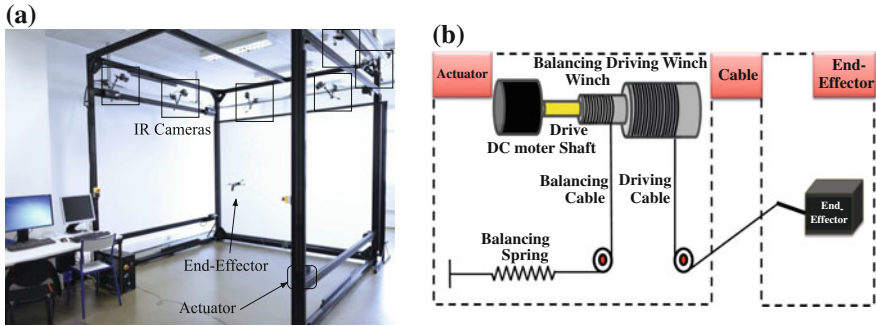 (a)
IR Cameras
End-Effector
Actuator
(b)
Actuator
Balancing Driving Winch
Winch
Cable
End-
Effector
Drive
DC moter Shaft
Balancing
Cable
Driving
Cable
End-
Effector
Balancing
Spring